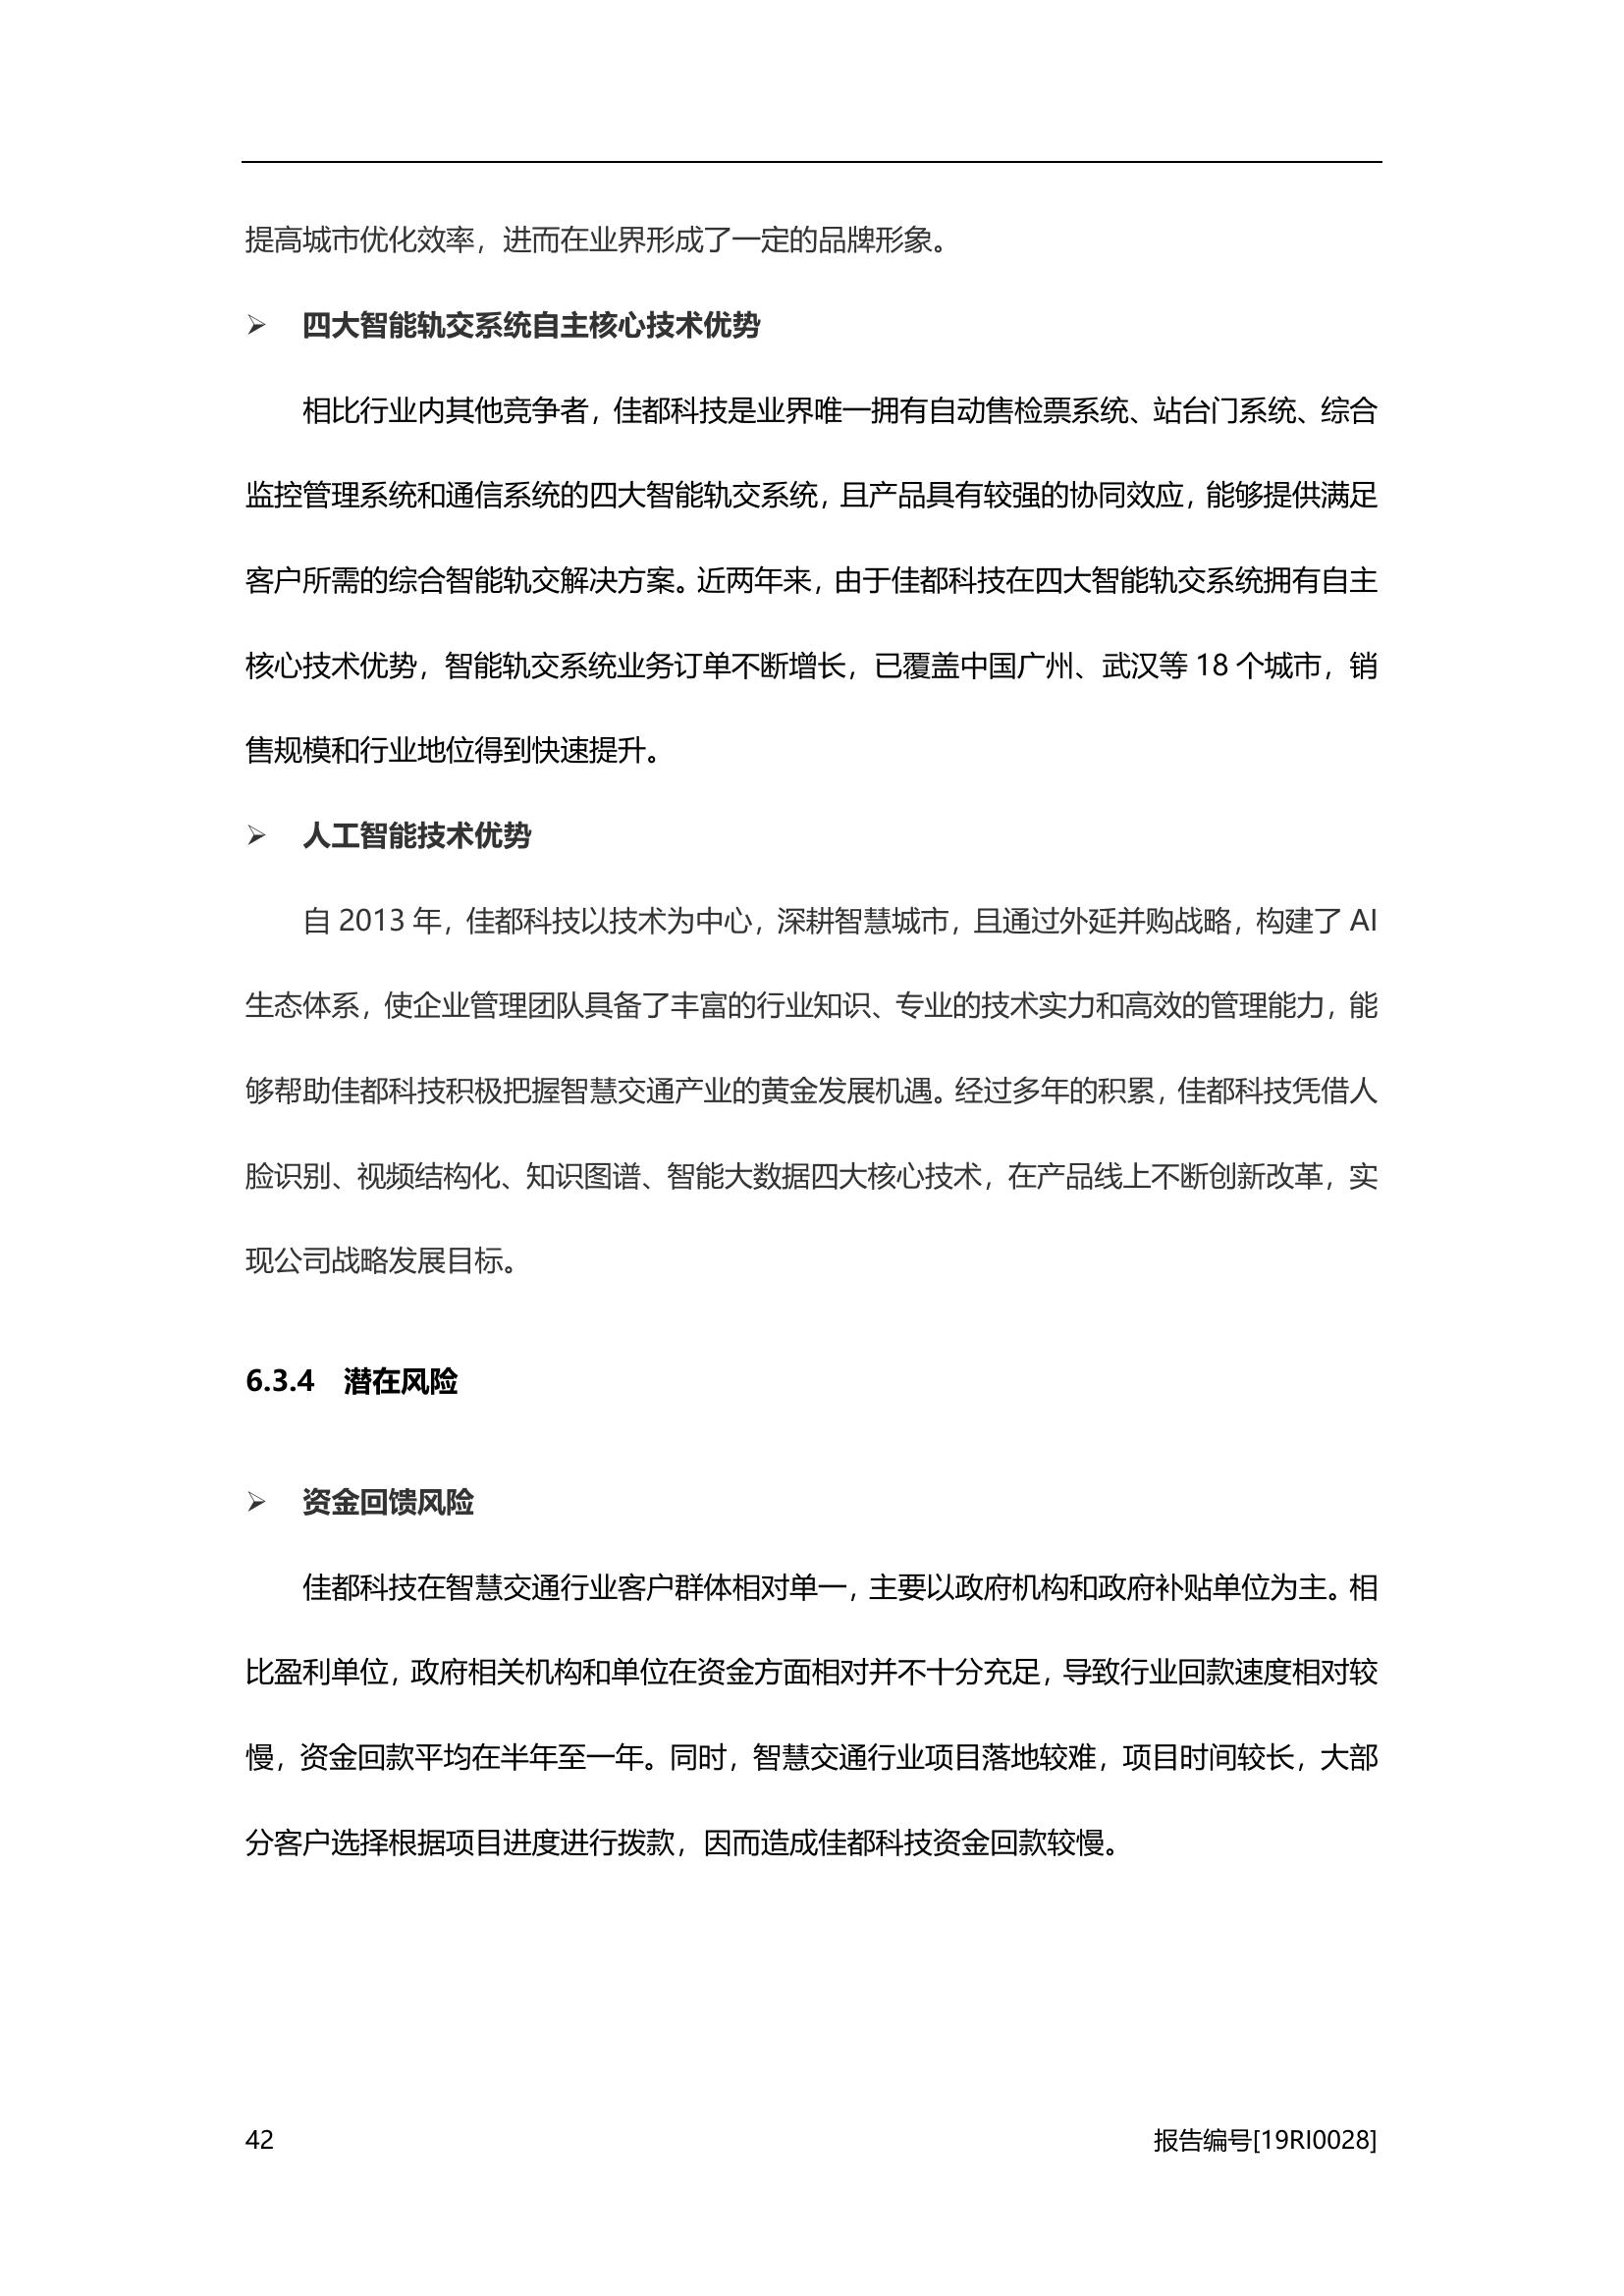 提高城市优化效率，进而在业界形成了一定的品牌形象。
➢ 四大智能轨交系统自主核心技术优势
相比行业内其他竞争者，佳都科技是业界唯一拥有自动售检票系统、站台门系统、综合
监控管理系统和通信系统的四大智能轨交系统，且产品具有较强的协同效应，能够提供满足
客户所需的综合智能轨交解决方案。近两年来，由于佳都科技在四大智能轨交系统拥有自主
核心技术优势，智能轨交系统业务订单不断增长，已覆盖中国广州、武汉等 18 个城市，销
售规模和行业地位得到快速提升。
➢ 人工智能技术优势
自 2013 年，佳都科技以技术为中心，深耕智慧城市，且通过外延并购战略，构建了 AI
生态体系，使企业管理团队具备了丰富的行业知识、专业的技术实力和高效的管理能力，能
够帮助佳都科技积极把握智慧交通产业的黄金发展机遇。经过多年的积累，佳都科技凭借人
脸识别、视频结构化、知识图谱、智能大数据四大核心技术，在产品线上不断创新改革，实
现公司战略发展目标。
6.3.4 潜在风险
➢ 资金回馈风险
佳都科技在智慧交通行业客户群体相对单一，主要以政府机构和政府补贴单位为主。相
比盈利单位，政府相关机构和单位在资金方面相对并不十分充足，导致行业回款速度相对较
慢，资金回款平均在半年至一年。同时，智慧交通行业项目落地较难，项目时间较长，大部
分客户选择根据项目进度进行拨款，因而造成佳都科技资金回款较慢。
42 报告编号[19RI0028]